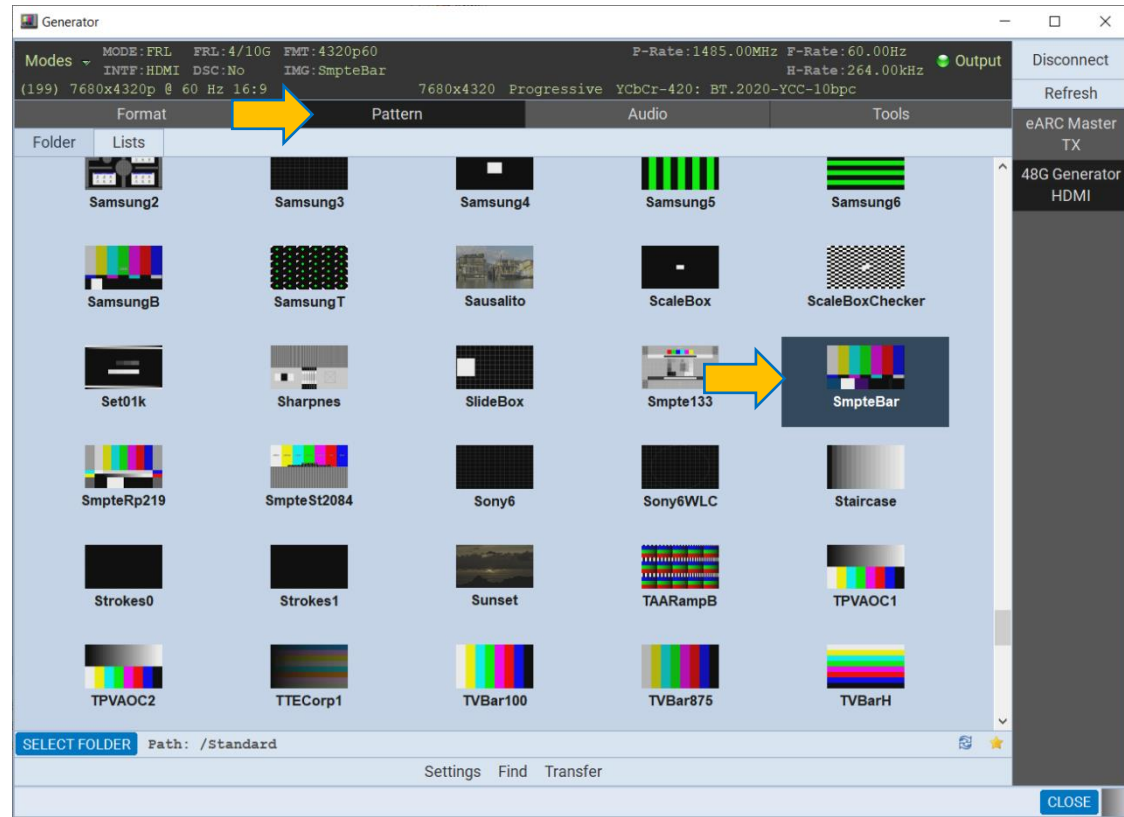 Generator
Modes MODE:FRL FRL:4/10G FMT:4320p60 P-Rate:1485.00MHz F-Rate:60.00Hz Output
INTF:HDMI DSC:No IMG:SmpteBar H-Rate:264.00kHz
(199) 7680x4320p @ 60 Hz 16:9 7680x4320 Progressive YCbCr-420: BT.2020-YCC-10bpc
Disconnect
Refresh
eARC Master
TX
48G Generator
HDMI
Format Pattern Audio Tools
Folder Lists
Samsung2 Samsung3 Samsung4 Samsung5 Samsung6
SamsungB SamsungT Sausalito ScaleBox ScaleBoxChecker
Set01k Sharpnes SlideBox Smpte133 SmpteBar
SmpteRp219 SmpteSt2084 Sony6 Sony6WLC Staircase
Strokes0 Strokes1 Sunset TAARampB TPVAOC1
TPVAOC2 TTECorp1 TVBar100 TVBar875 TVBarH
SELECT FOLDER Path: /Standard
Settings Find Transfer
CLOSE